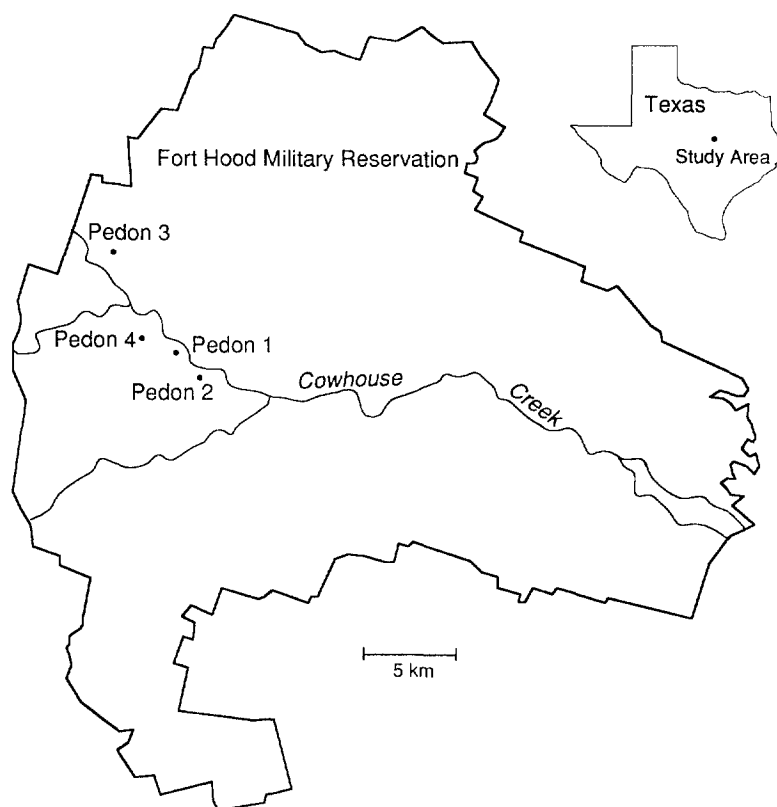 Texas
Study Area
Fort Hood Military Reservation
Pedon 3
Pedon 4
Pedon 1
Pedon 2
Cowhouse
Creek
5 km